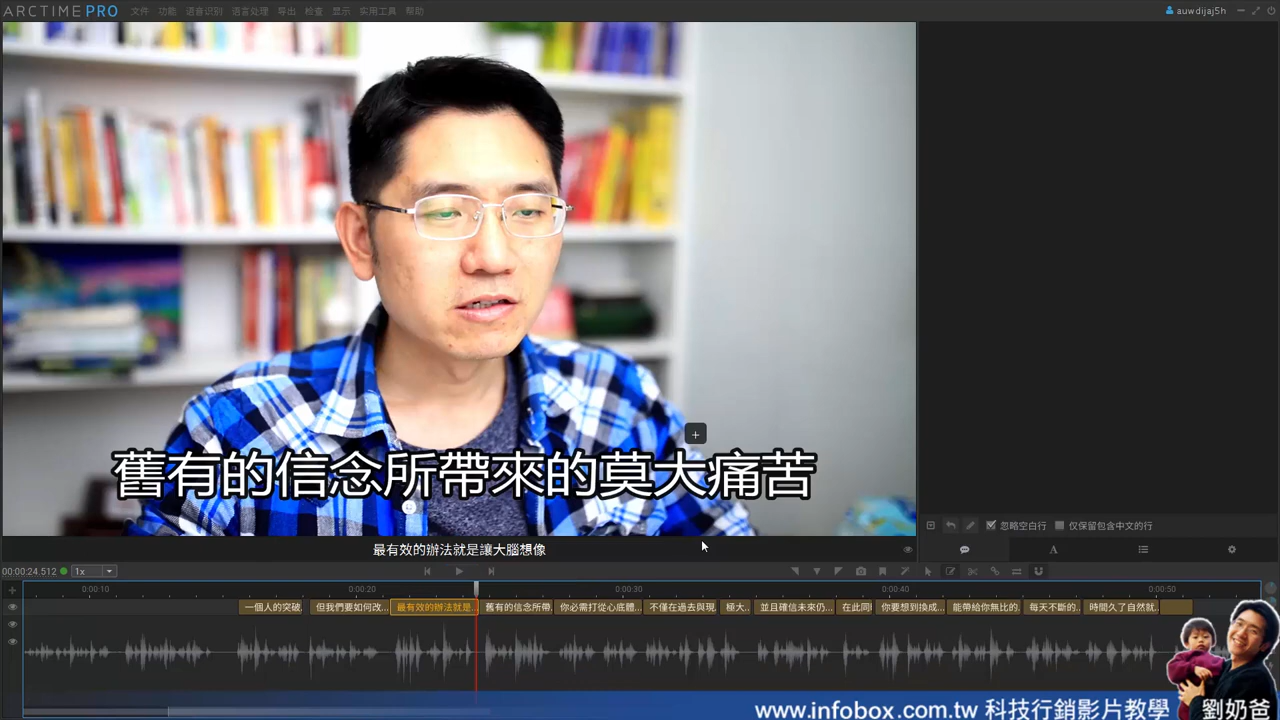 ARCTIME PRO 文件 功能 语音识别 语言处理 导出 检查 显示 实用工具 帮助 auwdijaj5h
舊有的信念所帶來的莫大痛苦
忽略空白行 仅保留包含中文的行
最有效的辦法就是讓大腦想像
A
00:00:24.512 1x
0:00:10 0:00:20 0:00:30 0:00:40 0:00:50
一個人的突破 但我們要如何改... 最有效的辦法就是... 舊有的信念所帶 你必需打從心底體... 不僅在過去與現 極大... 並且確信未來仍... 在此同 你要想到換成... 能帶給你無比的 每天不斷的... 時間久了自然就
www.infobox.com.tw 科技行銷影片教學 劉奶爸